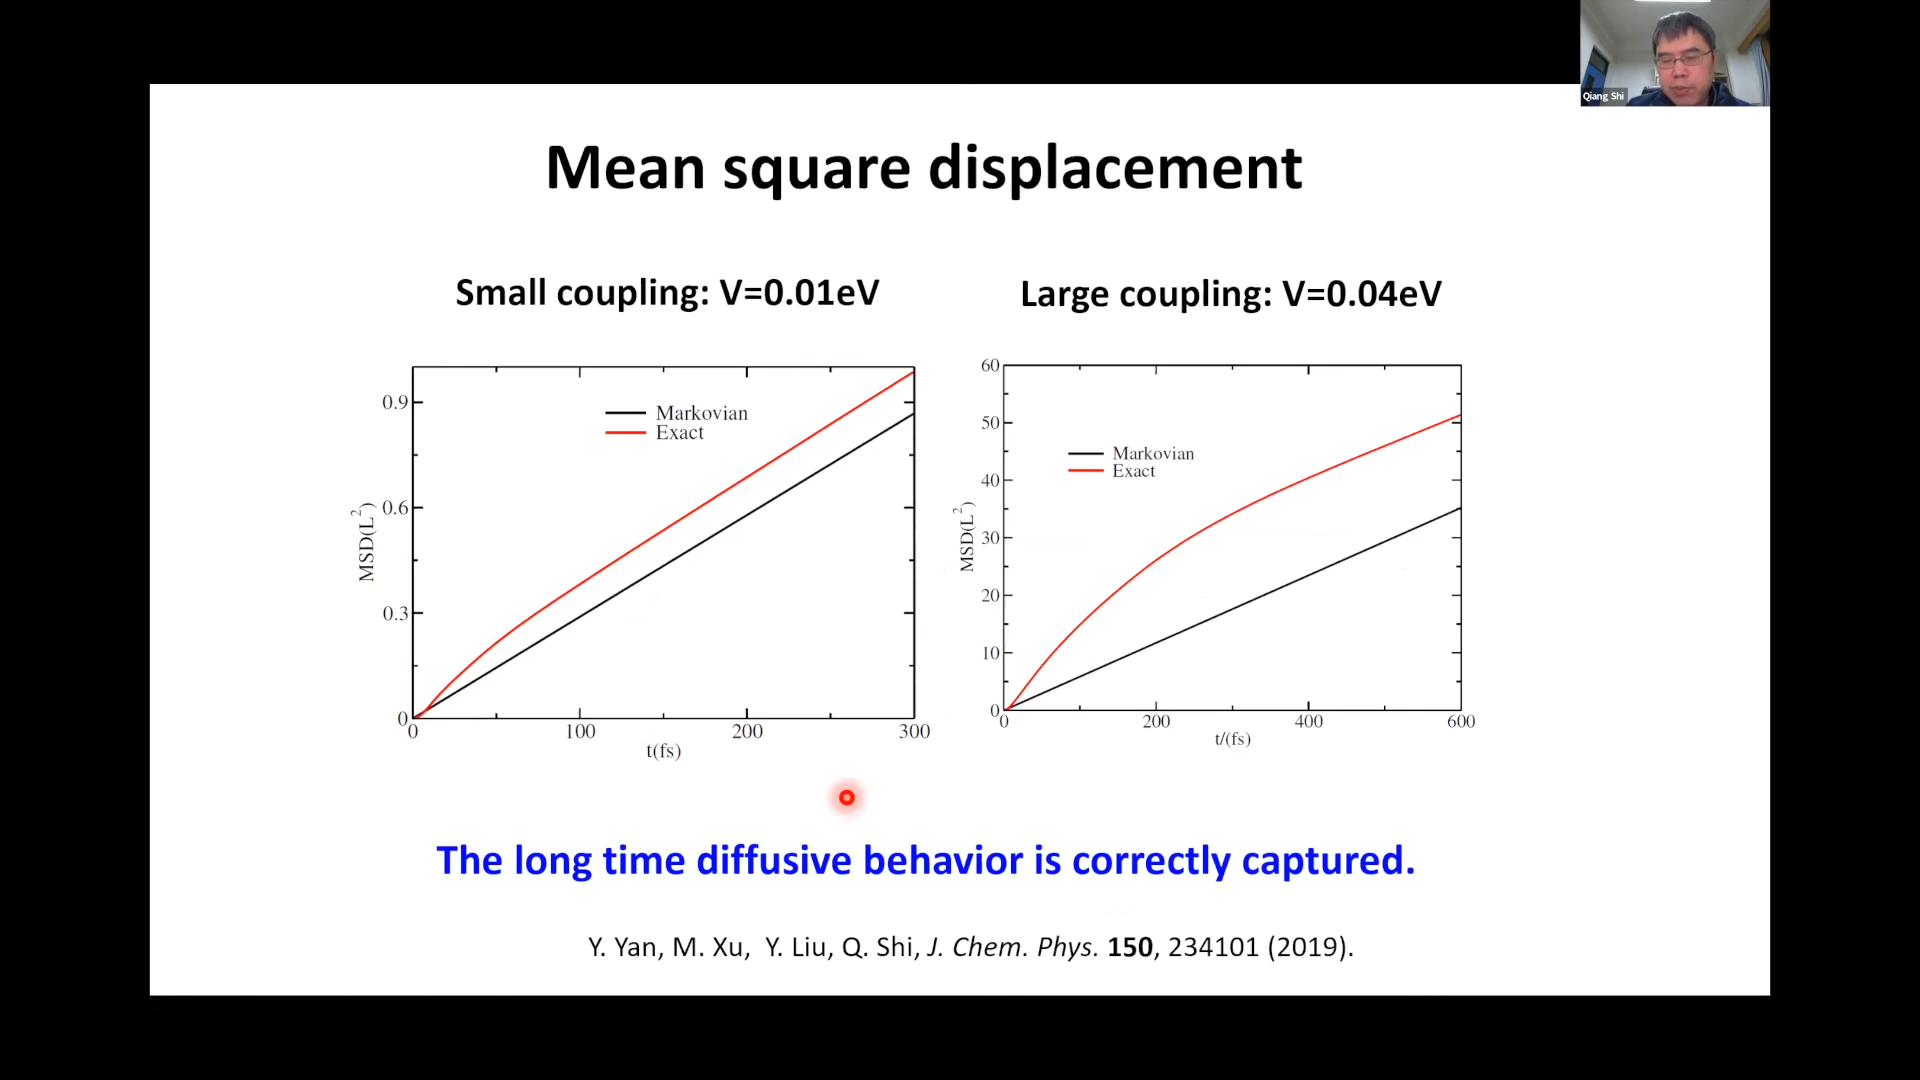 Qiang Shi
Mean square displacement
Small coupling: V=0.01eV
Large coupling: V=0.04eV
0.9
0.6
0.3
0
MSD(L²)
Markovian
Exact
0
100
200
300
t(fs)
60
50
40
30
20
10
0
MSD(L²)
Markovian
Exact
0
200
400
600
t/(fs)
The long time diffusive behavior is correctly captured.
Y. Yan, M. Xu, Y. Liu, Q. Shi, J. Chem. Phys. 150, 234101 (2019).